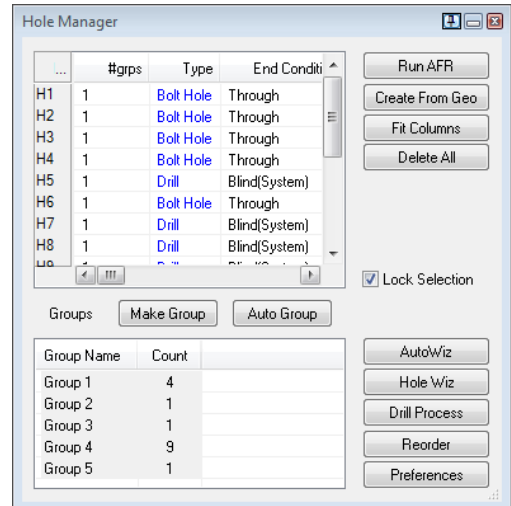 Hole Manager
... #grps Type End Conditi
H1 1 Bolt Hole Through
H2 1 Bolt Hole Through
H3 1 Bolt Hole Through
H4 1 Bolt Hole Through
H5 1 Drill Blind(System)
H6 1 Bolt Hole Through
H7 1 Drill Blind(System)
H8 1 Drill Blind(System)
Run AFR
Create From Geo
Fit Columns
Delete All
Lock Selection
Groups Make Group Auto Group
Group Name Count
Group 1 4
Group 2 1
Group 3 1
Group 4 9
Group 5 1
AutoWiz
Hole Wiz
Drill Process
Reorder
Preferences